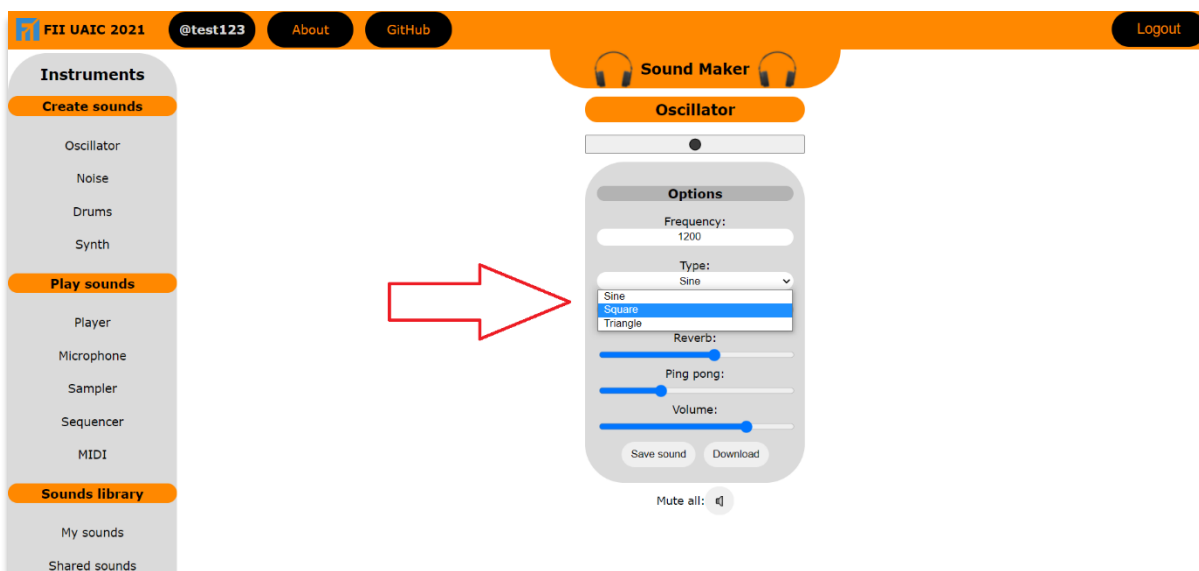 FII UAIC 2021 @test123 About GitHub Logout
Instruments
Create sounds
Oscillator
Noise
Drums
Synth
Play sounds
Player
Microphone
Sampler
Sequencer
MIDI
Sounds library
My sounds
Shared sounds
Sound Maker
Oscillator
Options
Frequency:
1200
Type:
Sine
Sine
Square
Triangle
Reverb:
Ping pong:
Volume:
Save sound Download
Mute all: